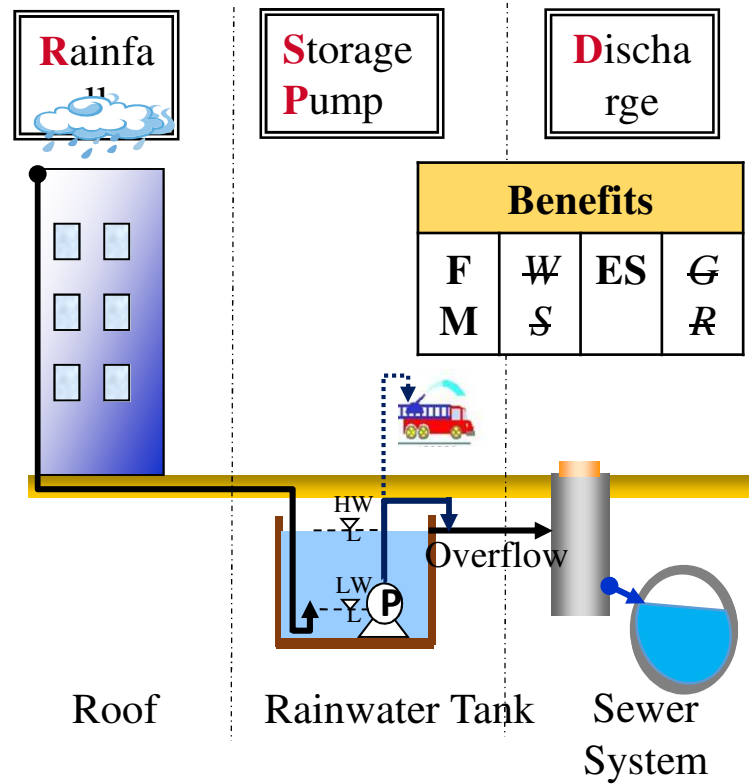 Rainfa
ll
Storage
Pump
Discha
rge
Benefits
F
M
W
S
ES
G
R
HW
L
LW
L
P
Overflow
Roof
Rainwater Tank
Sewer
System